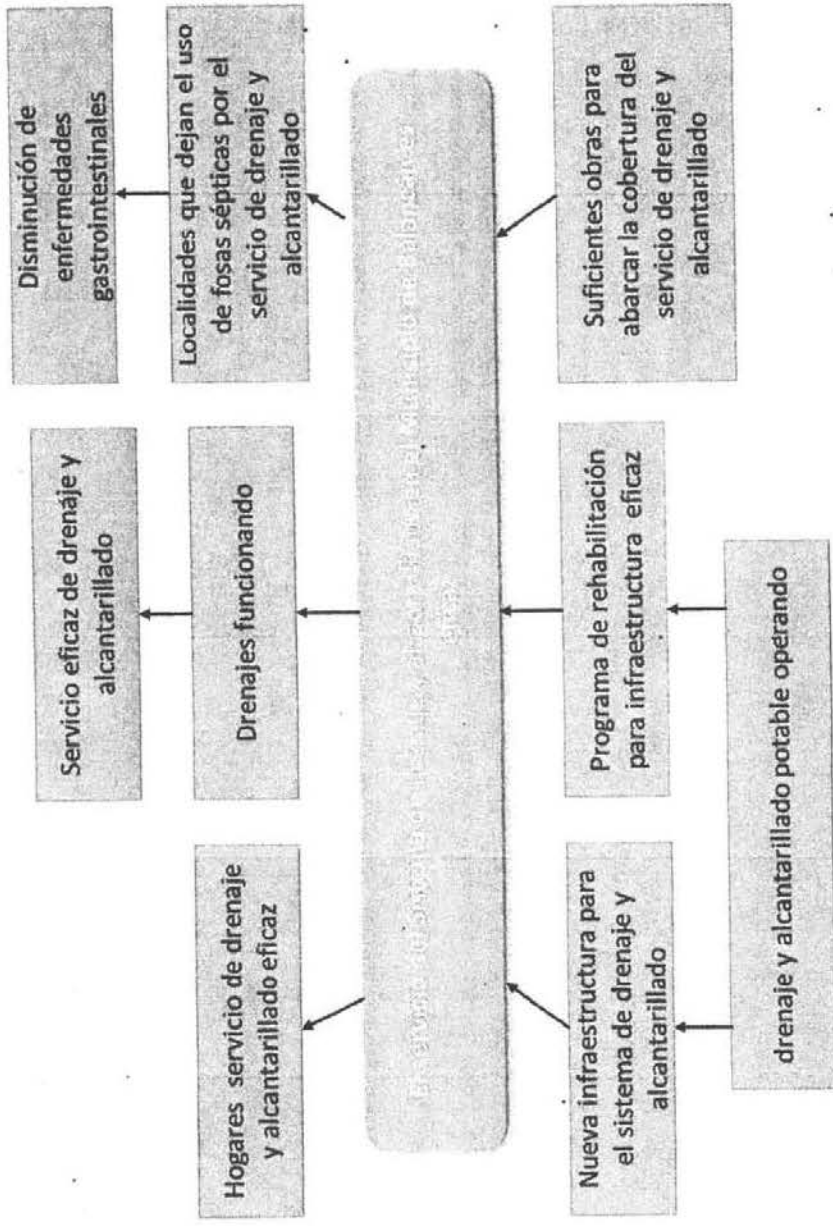 Disminución de
enfermedades
gastrointestinales
Servicio eficaz de drenaje y
alcantarillado
Localidades que dejan el uso
de fosas sépticas por el
servicio de drenaje y
alcantarillado
Drenajes funcionando
Hogares servicio de drenaje
y alcantarillado eficaz
Suficientes obras para
abarcar la cobertura del
servicio de drenaje y
alcantarillado
Programa de rehabilitación
para infraestructura eficaz
Nueva infraestructura para
el sistema de drenaje y
alcantarillado
drenaje y alcantarillado potable operando